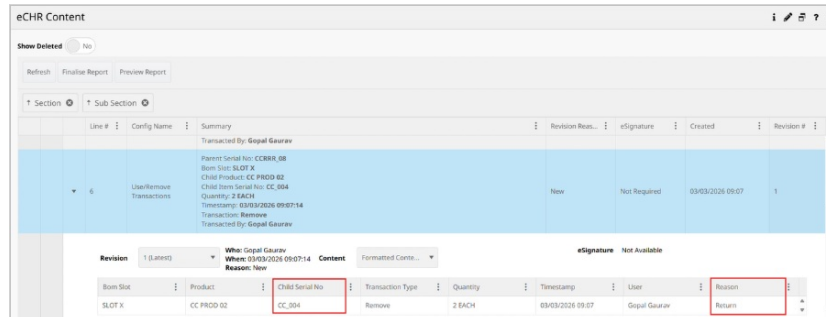 eCHR Content
Show Deleted No
Refresh Finalise Report Preview Report
↑ Section ↑ Sub Section
Line # Config Name Summary Revision Reas... eSignature Created Revision #
Transacted By: Gopal Gaurav
Parent Serial No: CCRRR_08
Bom Slot: SLOT X
Child Product: CC PROD 02
Child Item Serial No: CC_004
Quantity: 2 EACH
Timestamp: 03/03/2026 09:07:14
Transaction: Remove
Transacted By: Gopal Gaurav
6 Use/Remove Transactions New Not Required 03/03/2026 09:07 1
Revision 1 (Latest) Who: Gopal Gaurav Content Formatted Conte... eSignature Not Available
When: 03/03/2026 09:07:14
Reason: New
Bom Slot Product Child Serial No Transaction Type Quantity Timestamp User Reason
SLOT X CC PROD 02 CC_004 Remove 2 EACH 03/03/2026 09:07 Gopal Gaurav Return